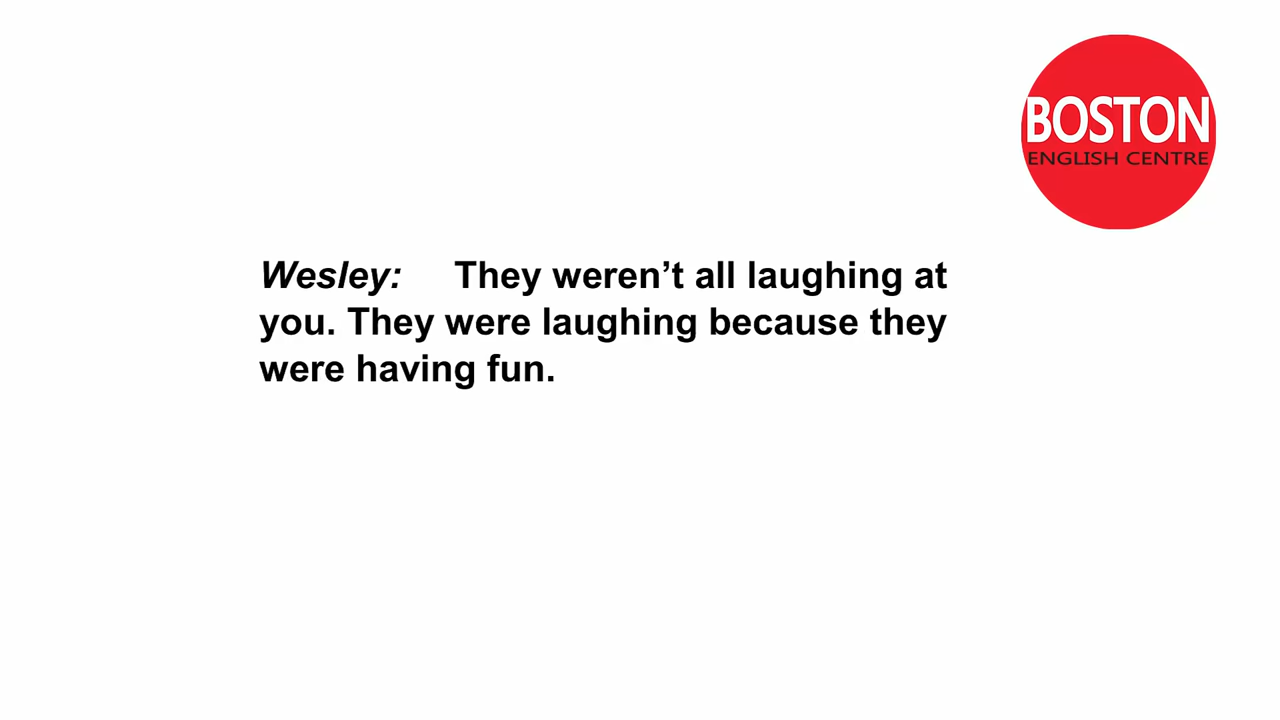 BOSTON
ENGLISH CENTRE
Wesley: They weren’t all laughing at
you. They were laughing because they
were having fun.